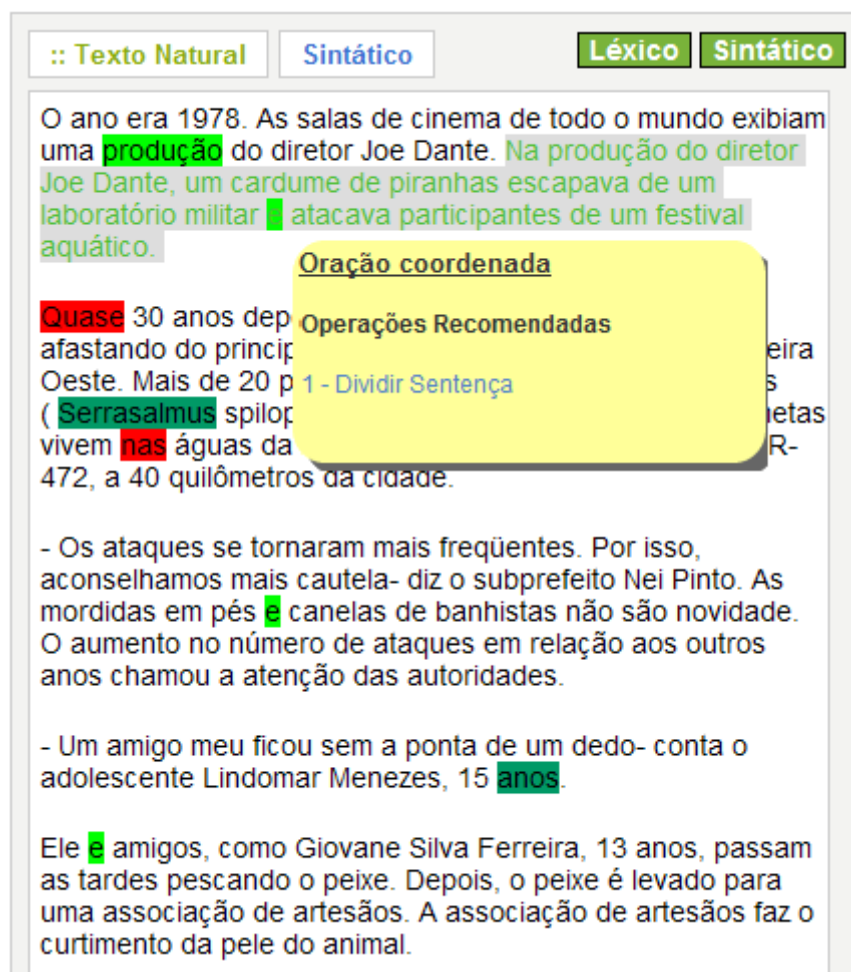 :: Texto Natural Sintático Léxico Sintático
O ano era 1978. As salas de cinema de todo o mundo exibiam
uma produção do diretor Joe Dante. Na produção do diretor
Joe Dante, um cardume de piranhas escapava de um
laboratório militar e atacava participantes de um festival
aquático.
Oração coordenada
Operações Recomendadas
1 - Dividir Sentença
Quase 30 anos
afastando do eira
Oeste. Mais de 20 s
( Serrasalmus etas
vivem nas águas da R-
472, a 40 quilômetros da cidade.
- Os ataques se tornaram mais freqüentes. Por isso,
aconselhamos mais cautela- diz o subprefeito Nei Pinto. As
mordidas em pés e canelas de banhistas não são novidade.
O aumento no número de ataques em relação aos outros
anos chamou a atenção das autoridades.
- Um amigo meu ficou sem a ponta de um dedo- conta o
adolescente Lindomar Menezes, 15 anos.
Ele e amigos, como Giovane Silva Ferreira, 13 anos, passam
as tardes pescando o peixe. Depois, o peixe é levado para
uma associação de artesãos. A associação de artesãos faz o
curtimento da pele do animal.